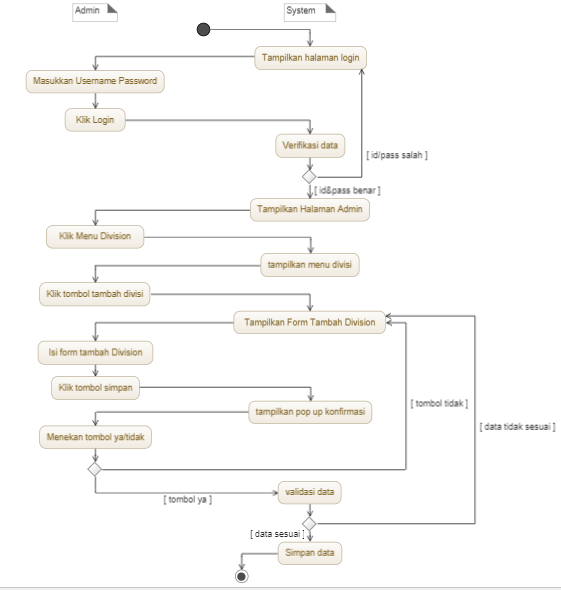 Admin
System
Tampilkan halaman login
Masukkan Username Password
Klik Login
Verifikasi data
[ id/pass salah ]
[ id&pass benar ]
Tampilkan Halaman Admin
Klik Menu Division
tampilkan menu divisi
Klik tombol tambah divisi
Tampilkan Form Tambah Division
Isi form tambah Division
Klik tombol simpan
[ tombol tidak ]
tampilkan pop up konfirmasi
[ data tidak sesuai ]
Menekan tombol ya/tidak
validasi data
[ tombol ya ]
[ data sesuai ]
Simpan data